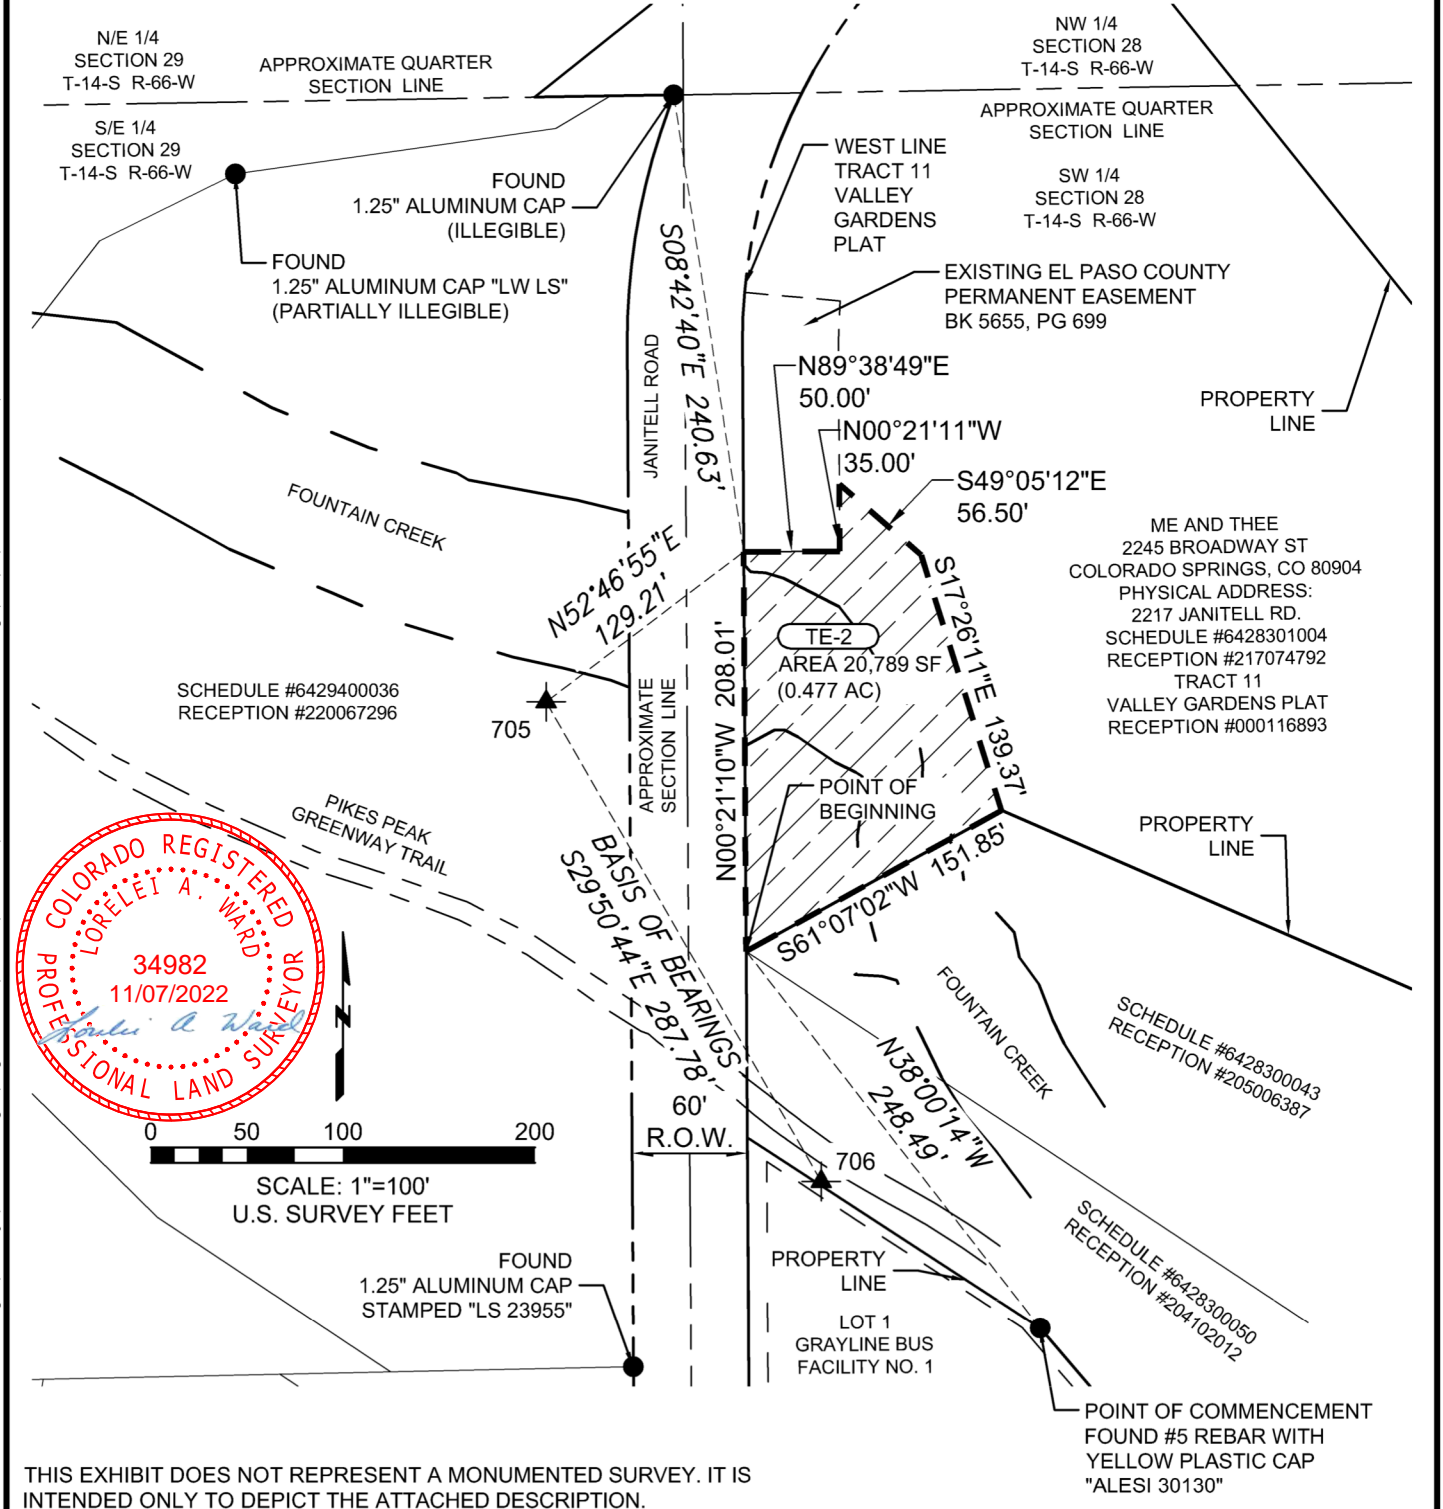 N/E 1/4
SECTION 29
T-14-S R-66-W
APPROXIMATE QUARTER
SECTION LINE
NW 1/4
SECTION 28
T-14-S R-66-W
S/E 1/4
SECTION 29
T-14-S R-66-W
APPROXIMATE QUARTER
SECTION LINE
WEST LINE
TRACT 11
VALLEY
GARDENS
PLAT
SW 1/4
SECTION 28
T-14-S R-66-W
FOUND
1.25" ALUMINUM CAP
(ILLEGIBLE)
FOUND
1.25" ALUMINUM CAP "LW LS"
(PARTIALLY ILLEGIBLE)
S08°42'40"E 240.63'
EXISTING EL PASO COUNTY
PERMANENT EASEMENT
BK 5655, PG 699
JANITELL ROAD
N89°38'49"E
50.00'
PROPERTY
LINE
N00°21'11"W
35.00'
S49°05'12"E
56.50'
FOUNTAIN CREEK
ME AND THEE
2245 BROADWAY ST
COLORADO SPRINGS, CO 80904
PHYSICAL ADDRESS:
2217 JANITELL RD.
SCHEDULE #6428301004
RECEPTION #217074792
TRACT 11
VALLEY GARDENS PLAT
RECEPTION #000116893
N52°46'55"E
129.21'
S17°26'11"E 139.37'
TE-2
AREA 20,789 SF
(0.477 AC)
N00°21'10"W 208.01'
SCHEDULE #6429400036
RECEPTION #220067296
705
APPROXIMATE
SECTION LINE
POINT OF
BEGINNING
PIKES PEAK
GREENWAY TRAIL
PROPERTY
LINE
S61°07'02"W 151.85'
BASIS OF BEARINGS
S29°50'44"E 287.78'
COLORADO REGISTERED
LORELEI A. WARD
34982
11/07/2022
Lorelei A Ward
PROFESSIONAL LAND SURVEYOR
N
FOUNTAIN CREEK
SCHEDULE #6428300043
RECEPTION #205006387
N38°00'14"W
248.49'
60'
R.O.W.
0 50 100 200
SCALE: 1"=100'
U.S. SURVEY FEET
706
SCHEDULE #6428300050
RECEPTION #204102012
FOUND
1.25" ALUMINUM CAP
STAMPED "LS 23955"
PROPERTY
LINE
LOT 1
GRAYLINE BUS
FACILITY NO. 1
POINT OF COMMENCEMENT
FOUND #5 REBAR WITH
YELLOW PLASTIC CAP
"ALESI 30130"
THIS EXHIBIT DOES NOT REPRESENT A MONUMENTED SURVEY. IT IS
INTENDED ONLY TO DEPICT THE ATTACHED DESCRIPTION.